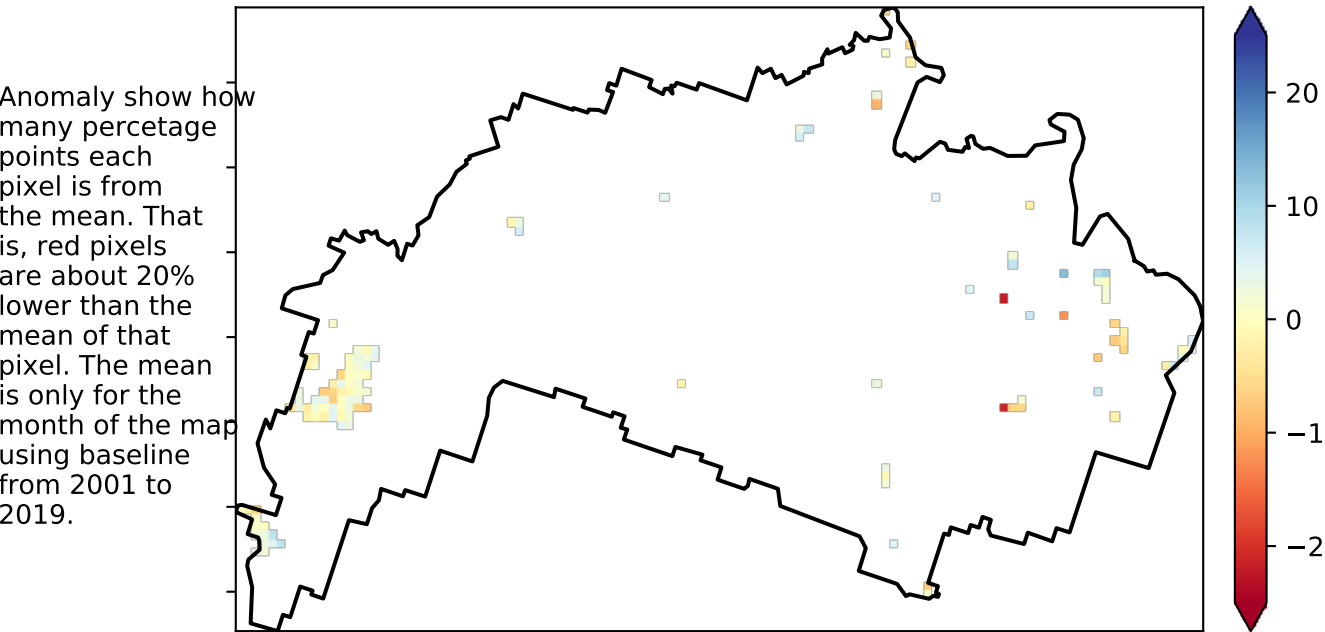 Anomaly show how
many percetage
points each
pixel is from
the mean. That
is, red pixels
are about 20%
lower than the
mean of that
pixel. The mean
is only for the
month of the map
using baseline
from 2001 to
2019.
20
10
0
−1
−2